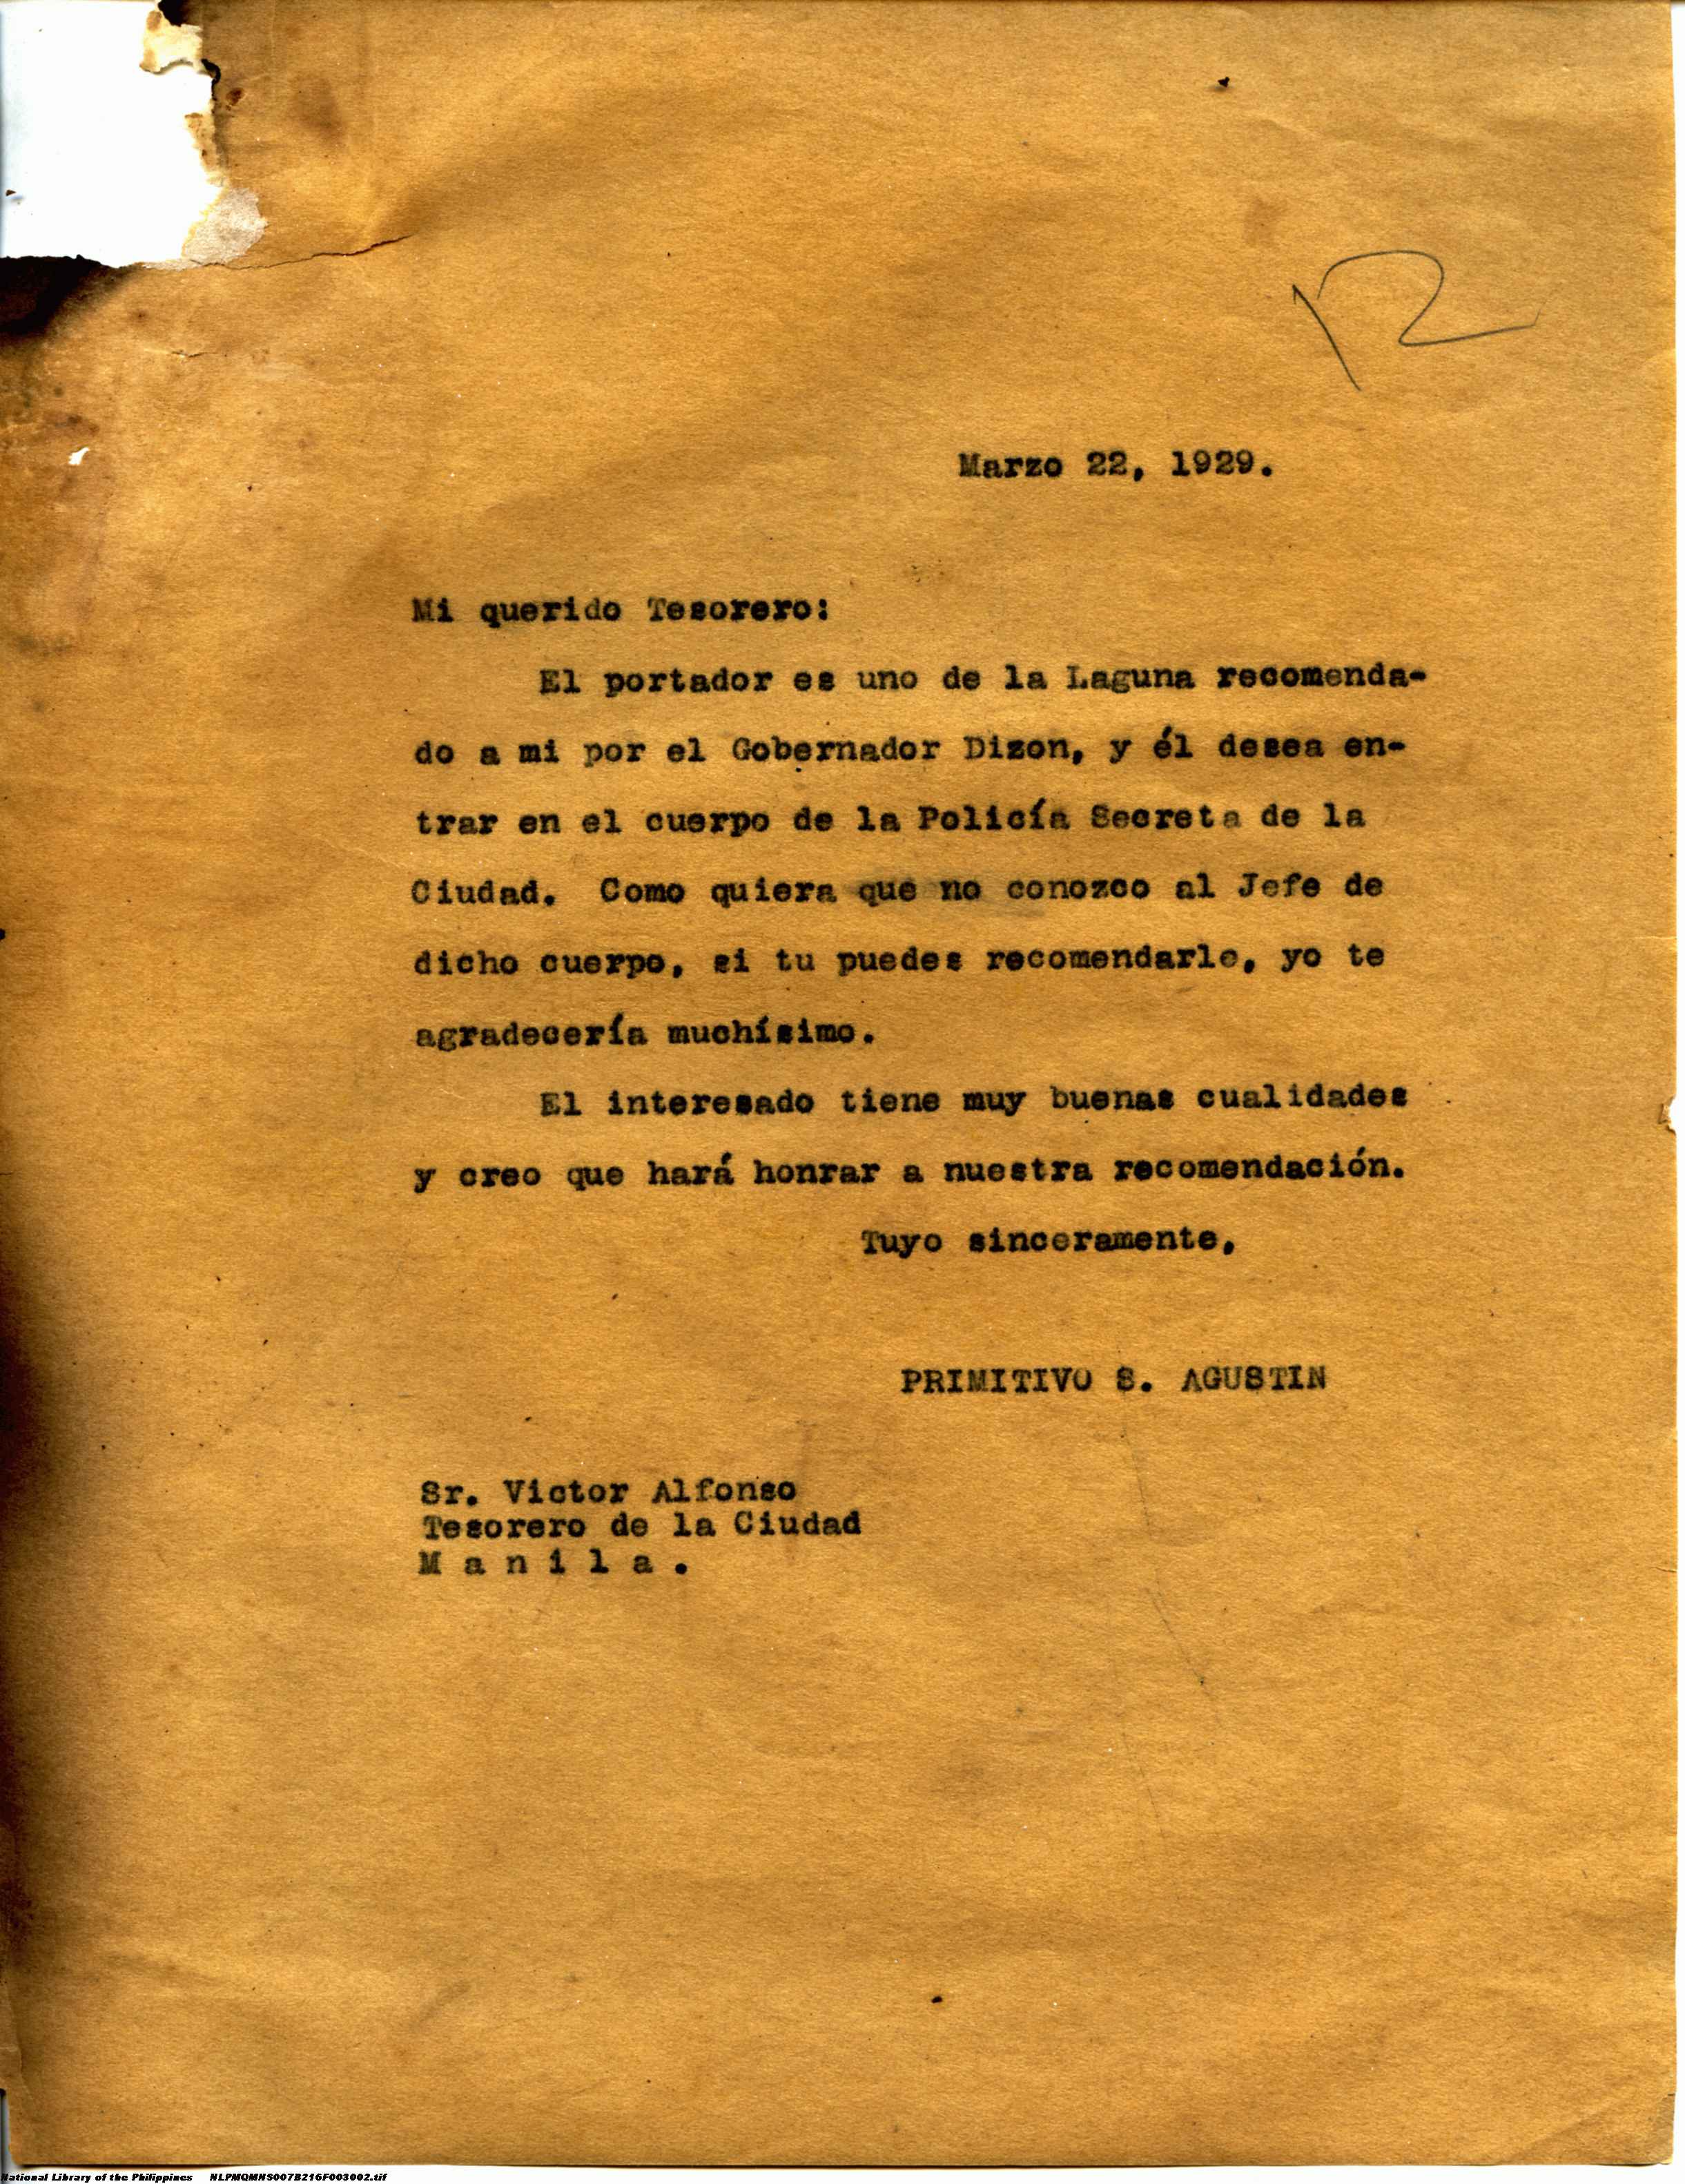 12
Marzo 22, 1929.
Mi querido Tesorero:
El portador es uno de la Laguna recomenda-
do a mi por el Gobernador Dizon, y él desea en-
trar en el cuerpo de la Policía Secreta de la
Ciudad. Como quiera que no conozco al Jefe de
dicho cuerpo, si tu puedes recomendarle, yo te
agradecería muchísimo.
El interesado tiene muy buenas cualidades
y creo que hará honrar a nuestra recomendación.
Tuyo sinceramente,
PRIMITIVO S. AGUSTIN
Sr. Victor Alfonso
Tesorero de la Ciudad
M a n i l a .
National Library of the Philippines NLPMQMNS007B216F003002.tif